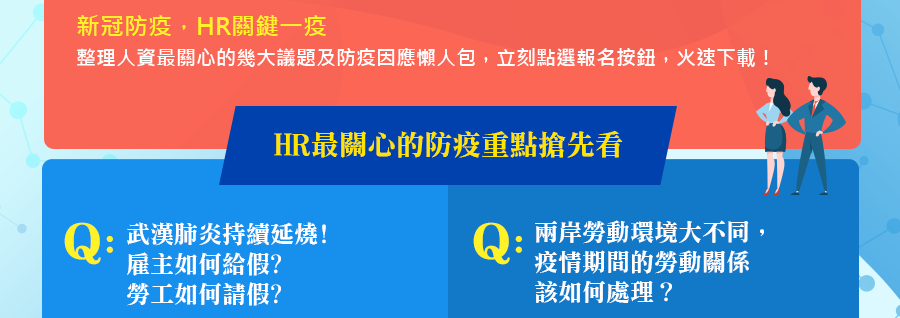 新冠防疫，HR關鍵一疫
整理人資最關心的幾大議題及防疫因應懶人包，立刻點選報名按鈕，火速下載！
HR最關心的防疫重點搶先看
Q: 武漢肺炎持續延燒!
雇主如何給假?
勞工如何請假?
Q: 兩岸勞動環境大不同，
疫情期間的勞動關係
該如何處理？